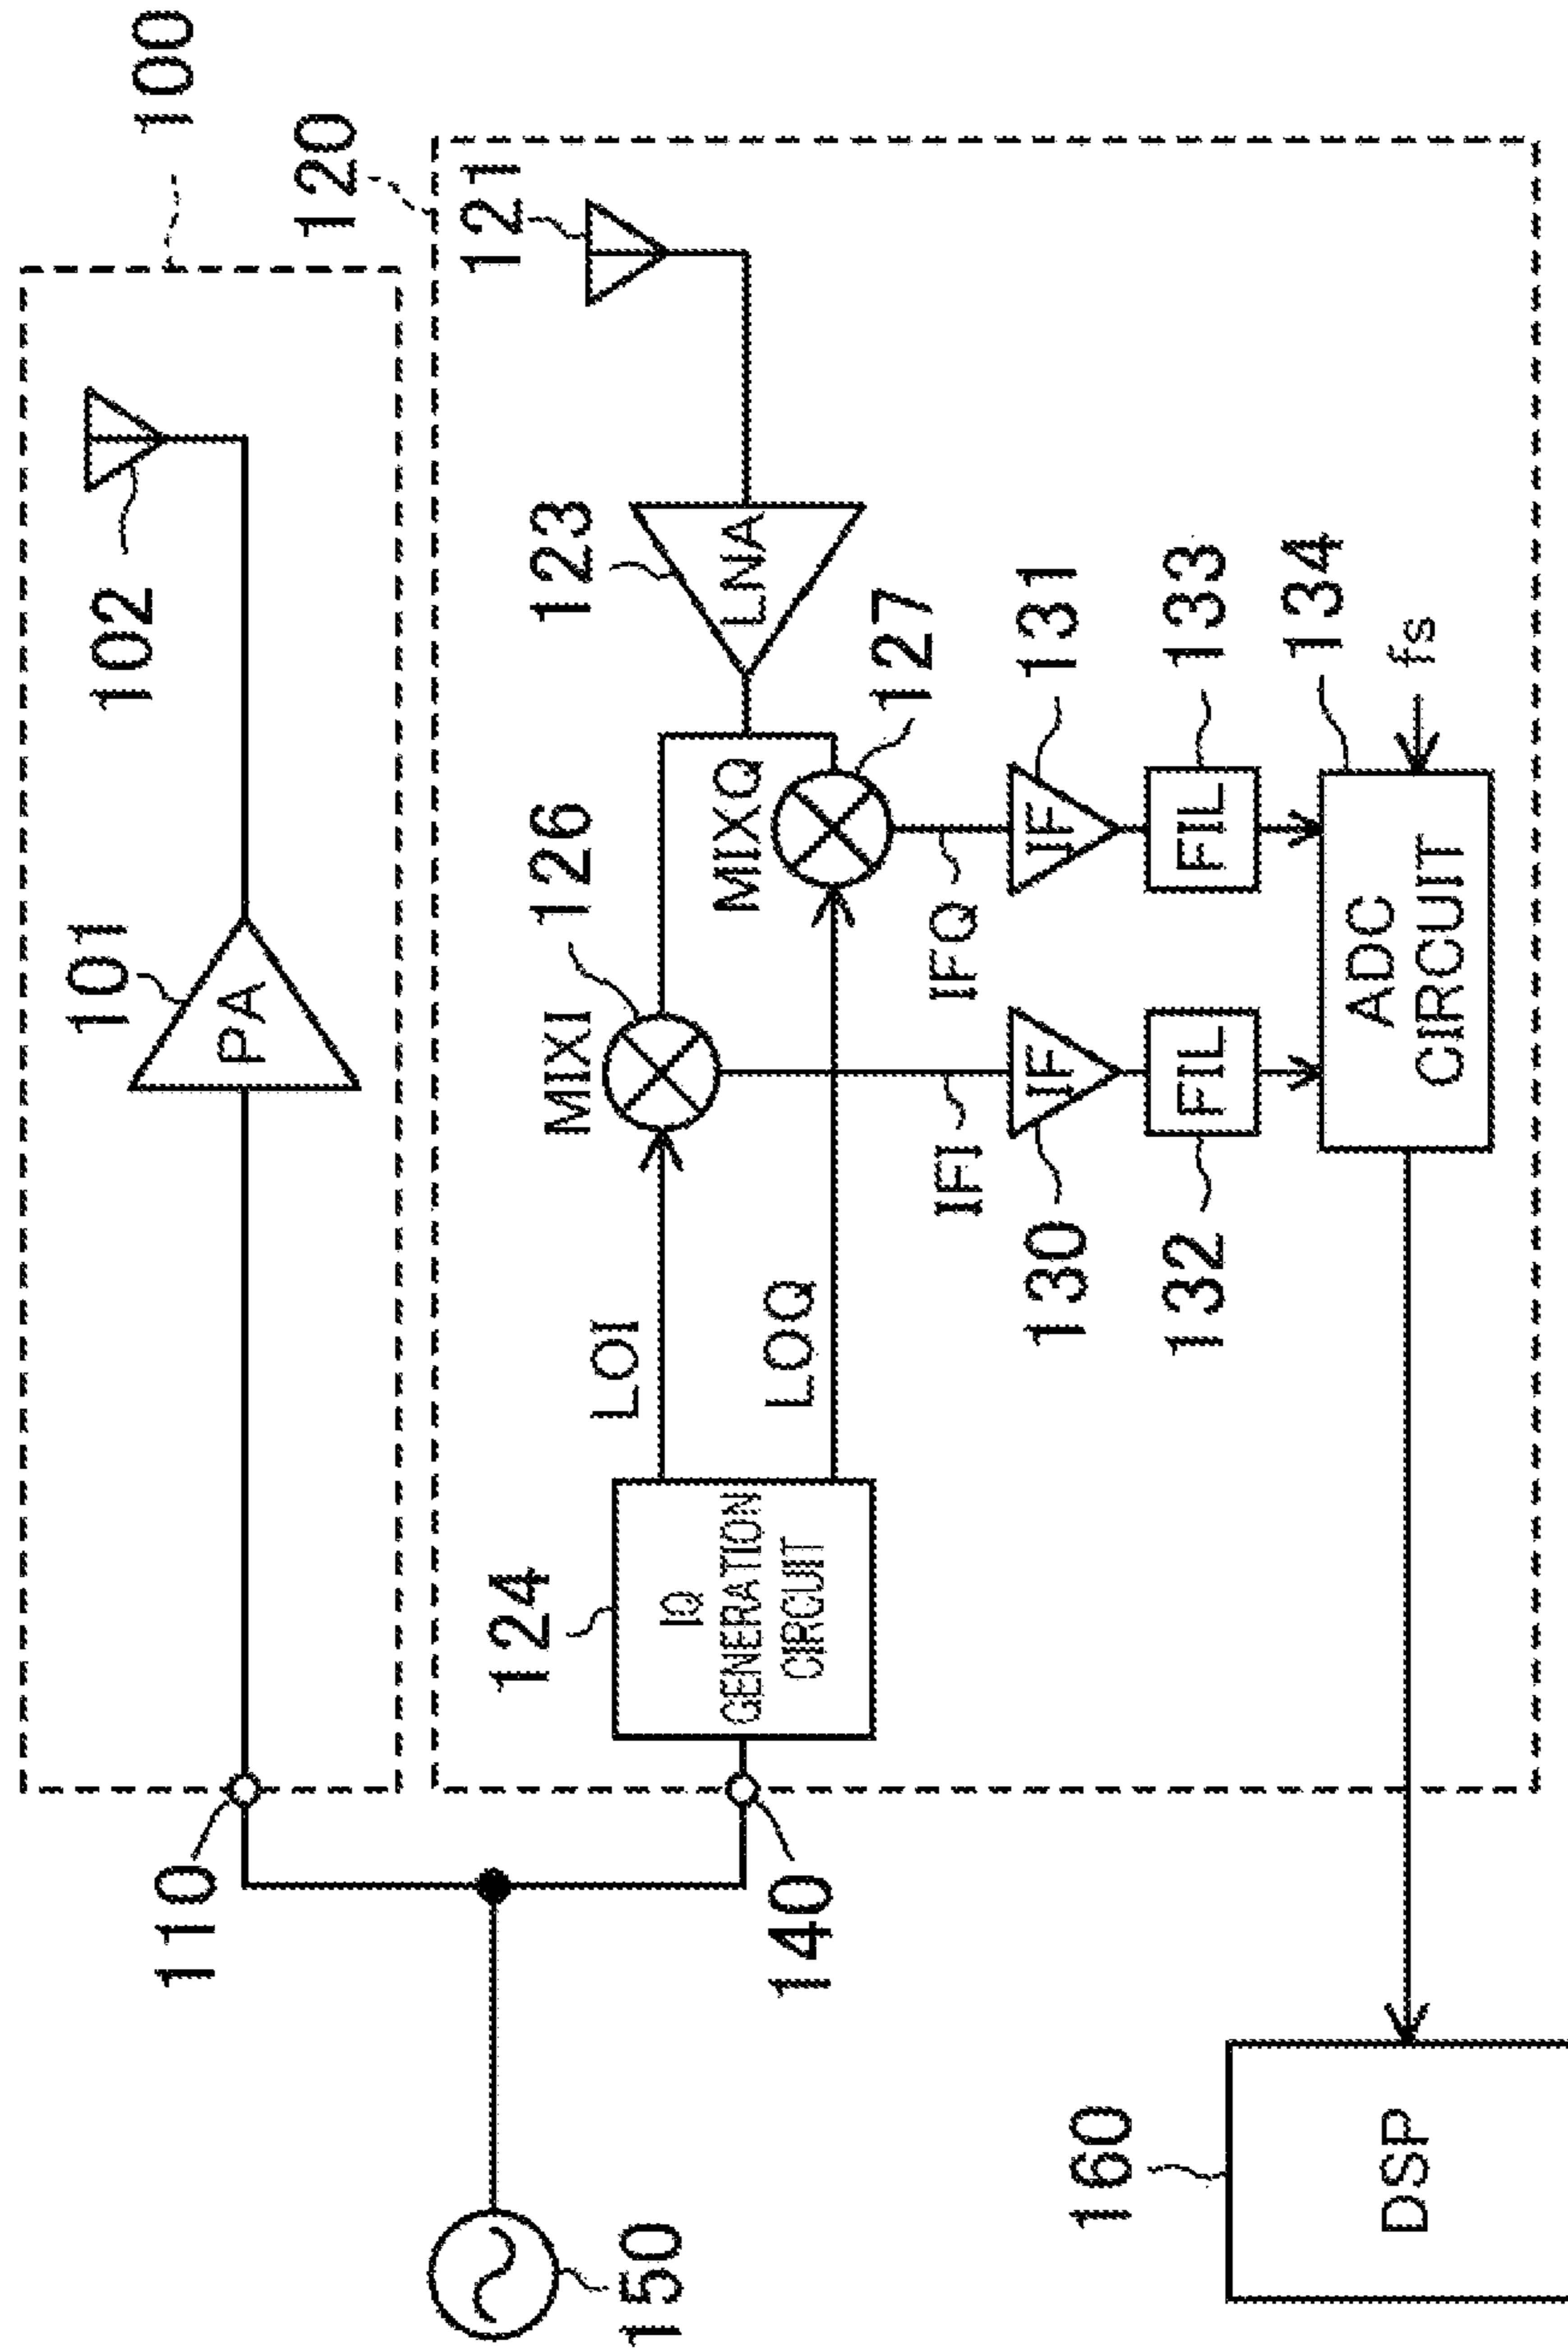 100
101
PA
102
110
150
120
121
123
LNA
124
IQ
GENERATION
CIRCUIT
LOI
LOQ
MIXI
126
MIXQ
127
140
IFI
IFQ
130
IF
131
IF
132
FIL
133
FIL
134
ADC
CIRCUIT
fs
160
DSP